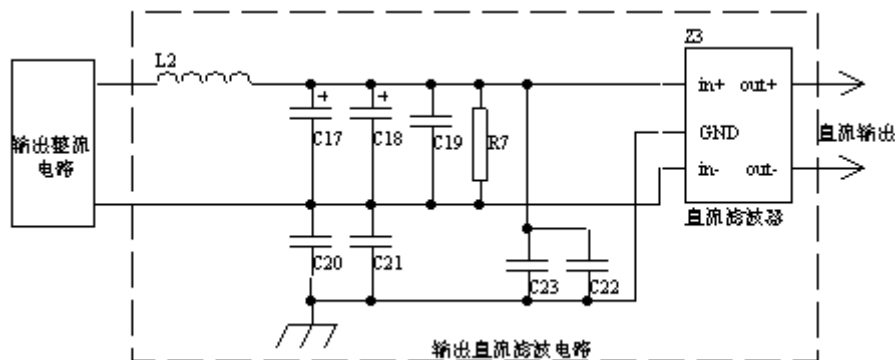 Z3
L2
in+ out+
+ +
输出整流
电路
C17 C18 C19 R7
GND
直流输出
in- out-
直流滤波器
C20 C21 C23 C22
输出直流滤波电路